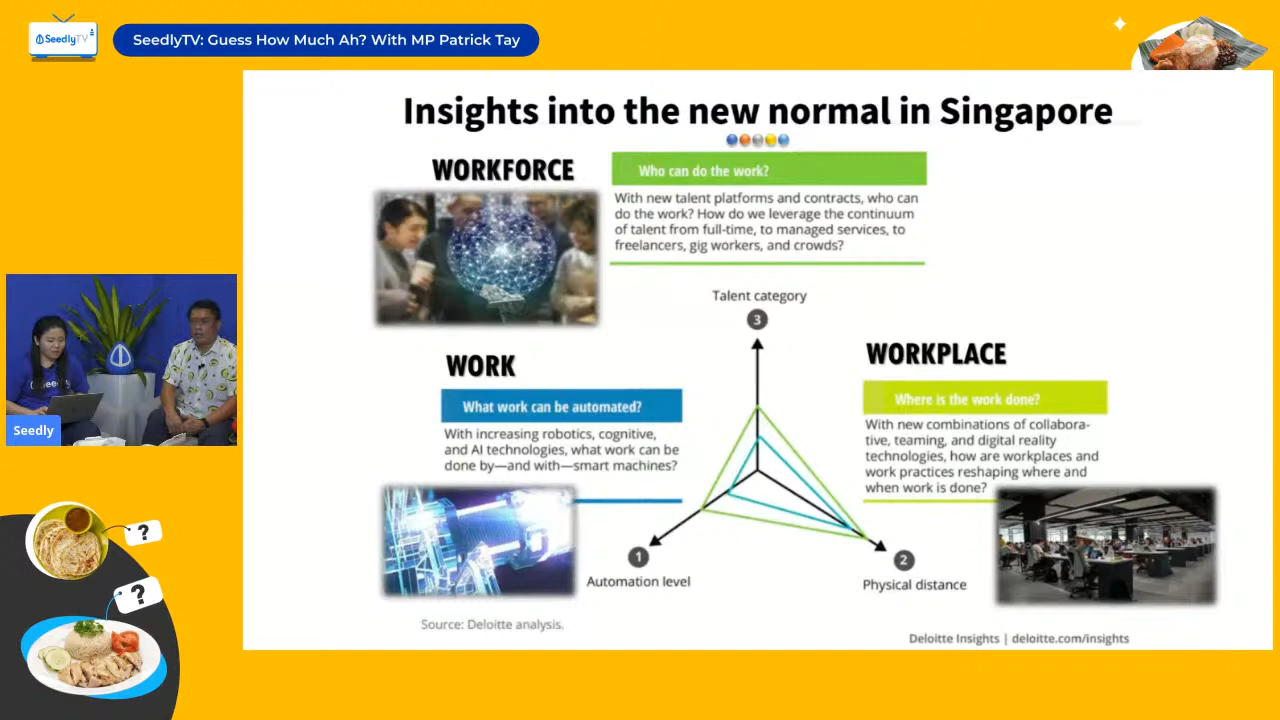 SeedlyTV
SeedlyTV: Guess How Much Ah? With MP Patrick Tay
Insights into the new normal in Singapore
WORKFORCE
Who can do the work?
With new talent platforms and contracts, who can
do the work? How do we leverage the continuum
of talent from full-time, to managed services, to
freelancers, gig workers, and crowds?
Talent category
3
WORK
What work can be automated?
With increasing robotics, cognitive,
and AI technologies, what work can be
done by—and with—smart machines?
WORKPLACE
Where is the work done?
With new combinations of collabora-
tive, teaming, and digital reality
technologies, how are workplaces and
work practices reshaping where and
when work is done?
1
Automation level
2
Physical distance
Source: Deloitte analysis.
Deloitte Insights | deloitte.com/insights
Seedly
?
?